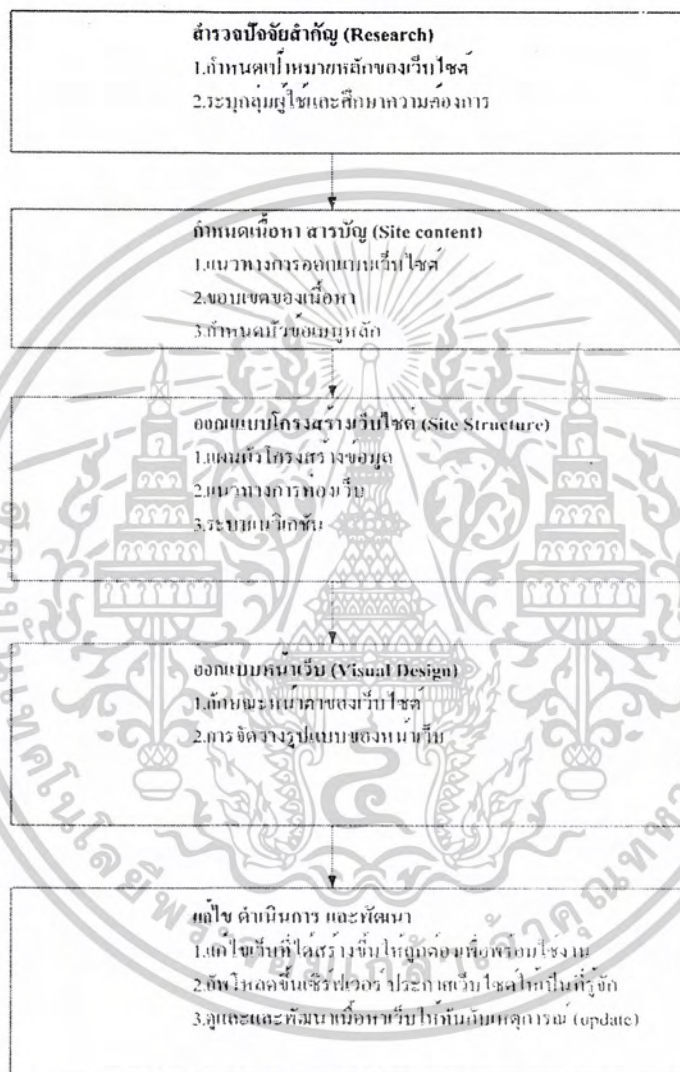 สำรวจปัจจัยสำคัญ (Research)
1.กำหนดเป้าหมายหลักของเว็บไซต์
2.ระบุกลุ่มผู้ใช้และศึกษาความต้องการ
กำหนดเนื้อหา สารบัญ (Site content)
1.แนวทางการออกแบบเว็บไซต์
2.ขอบเขตของเนื้อหา
3.กำหนดหัวข้อเมนูหลัก
ออกแบบโครงสร้างเว็บไซต์ (Site Structure)
1.แผนผังโครงสร้างข้อมูล
2.แนวทางการท่องเว็บ
3.ระบบเนวิเกชัน
ออกแบบหน้าเว็บ (Visual Design)
1.ลักษณะหน้าตาของเว็บไซต์
2.การจัดวางรูปแบบของหน้าเว็บ
แก้ไข ดำเนินการ และพัฒนา
1.แก้ไขเว็บที่ได้สร้างขึ้นให้ถูกต้องเพื่อพร้อมใช้งาน
2.อัพโหลดขึ้นเซิร์ฟเวอร์ ประกาศเว็บไซต์ให้เป็นที่รู้จัก
3.ดูและและพัฒนาเนื้อหาเว็บให้ทันกับเหตุการณ์ (update)